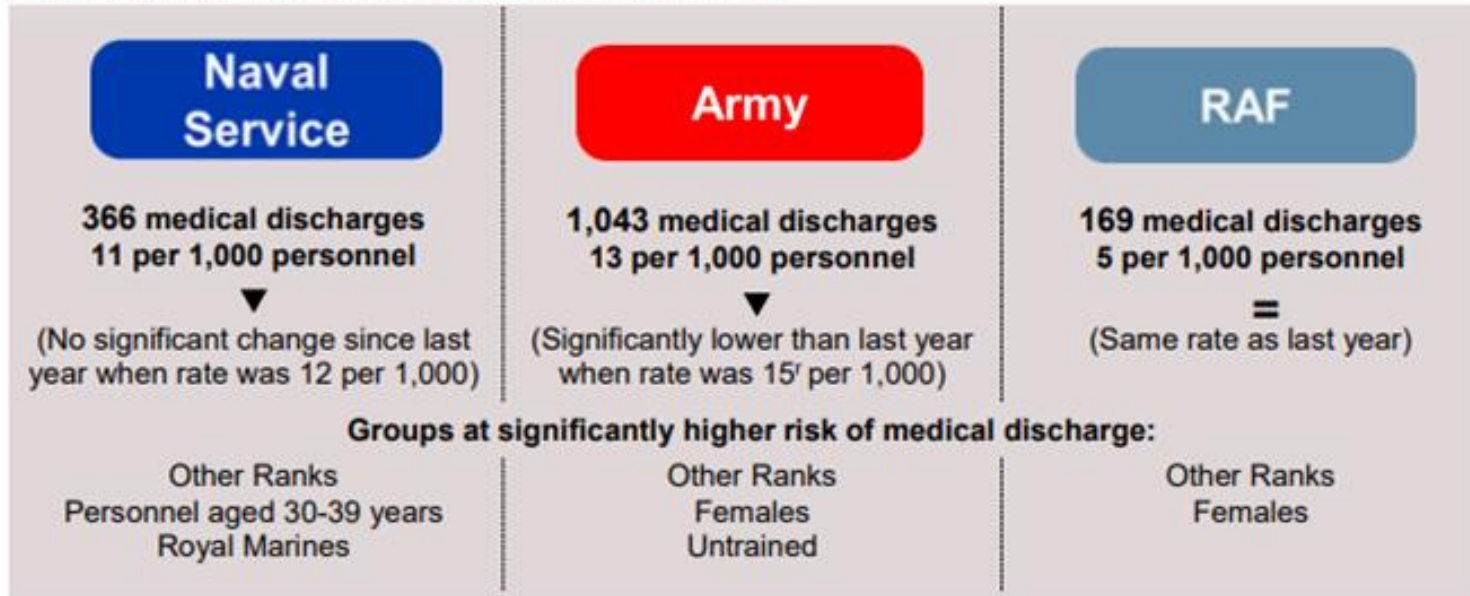 Naval
Service
366 medical discharges
11 per 1,000 personnel
▼
(No significant change since last
year when rate was 12 per 1,000)
Army
1,043 medical discharges
13 per 1,000 personnel
▼
(Significantly lower than last year
when rate was 15ʳ per 1,000)
RAF
169 medical discharges
5 per 1,000 personnel
=
(Same rate as last year)
Groups at significantly higher risk of medical discharge:
Other Ranks
Personnel aged 30-39 years
Royal Marines
Other Ranks
Females
Untrained
Other Ranks
Females